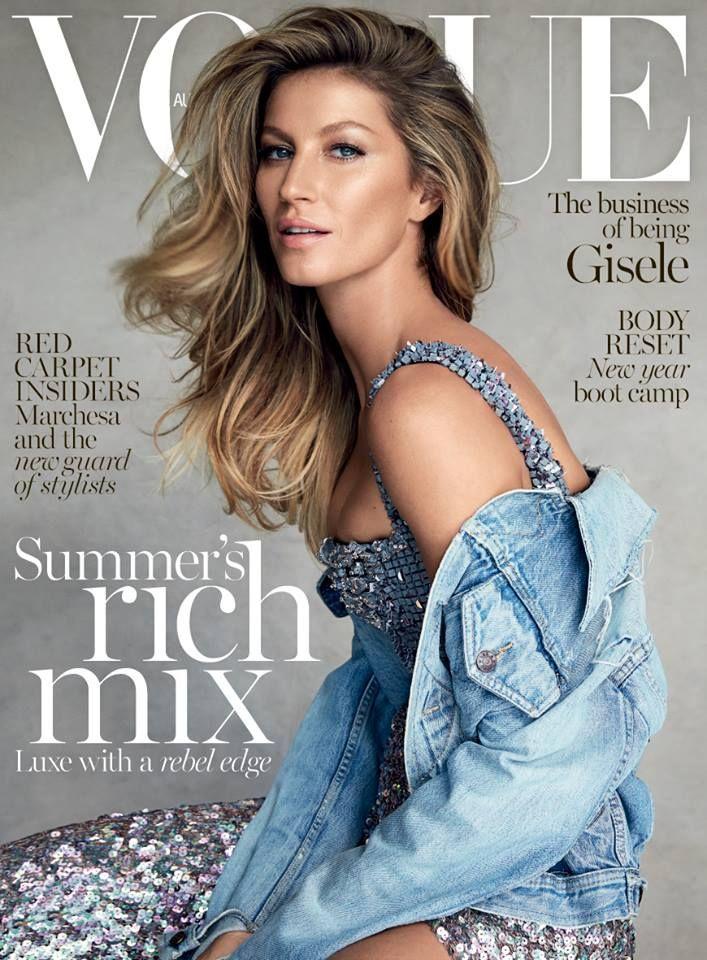 VOGUE
AU
The business
of being
Gisele
BODY
RESET
New year
boot camp
RED
CARPET
INSIDERS
Marchesa
and the
new guard
of stylists
Summer's
rich
mix
Luxe with a rebel edge